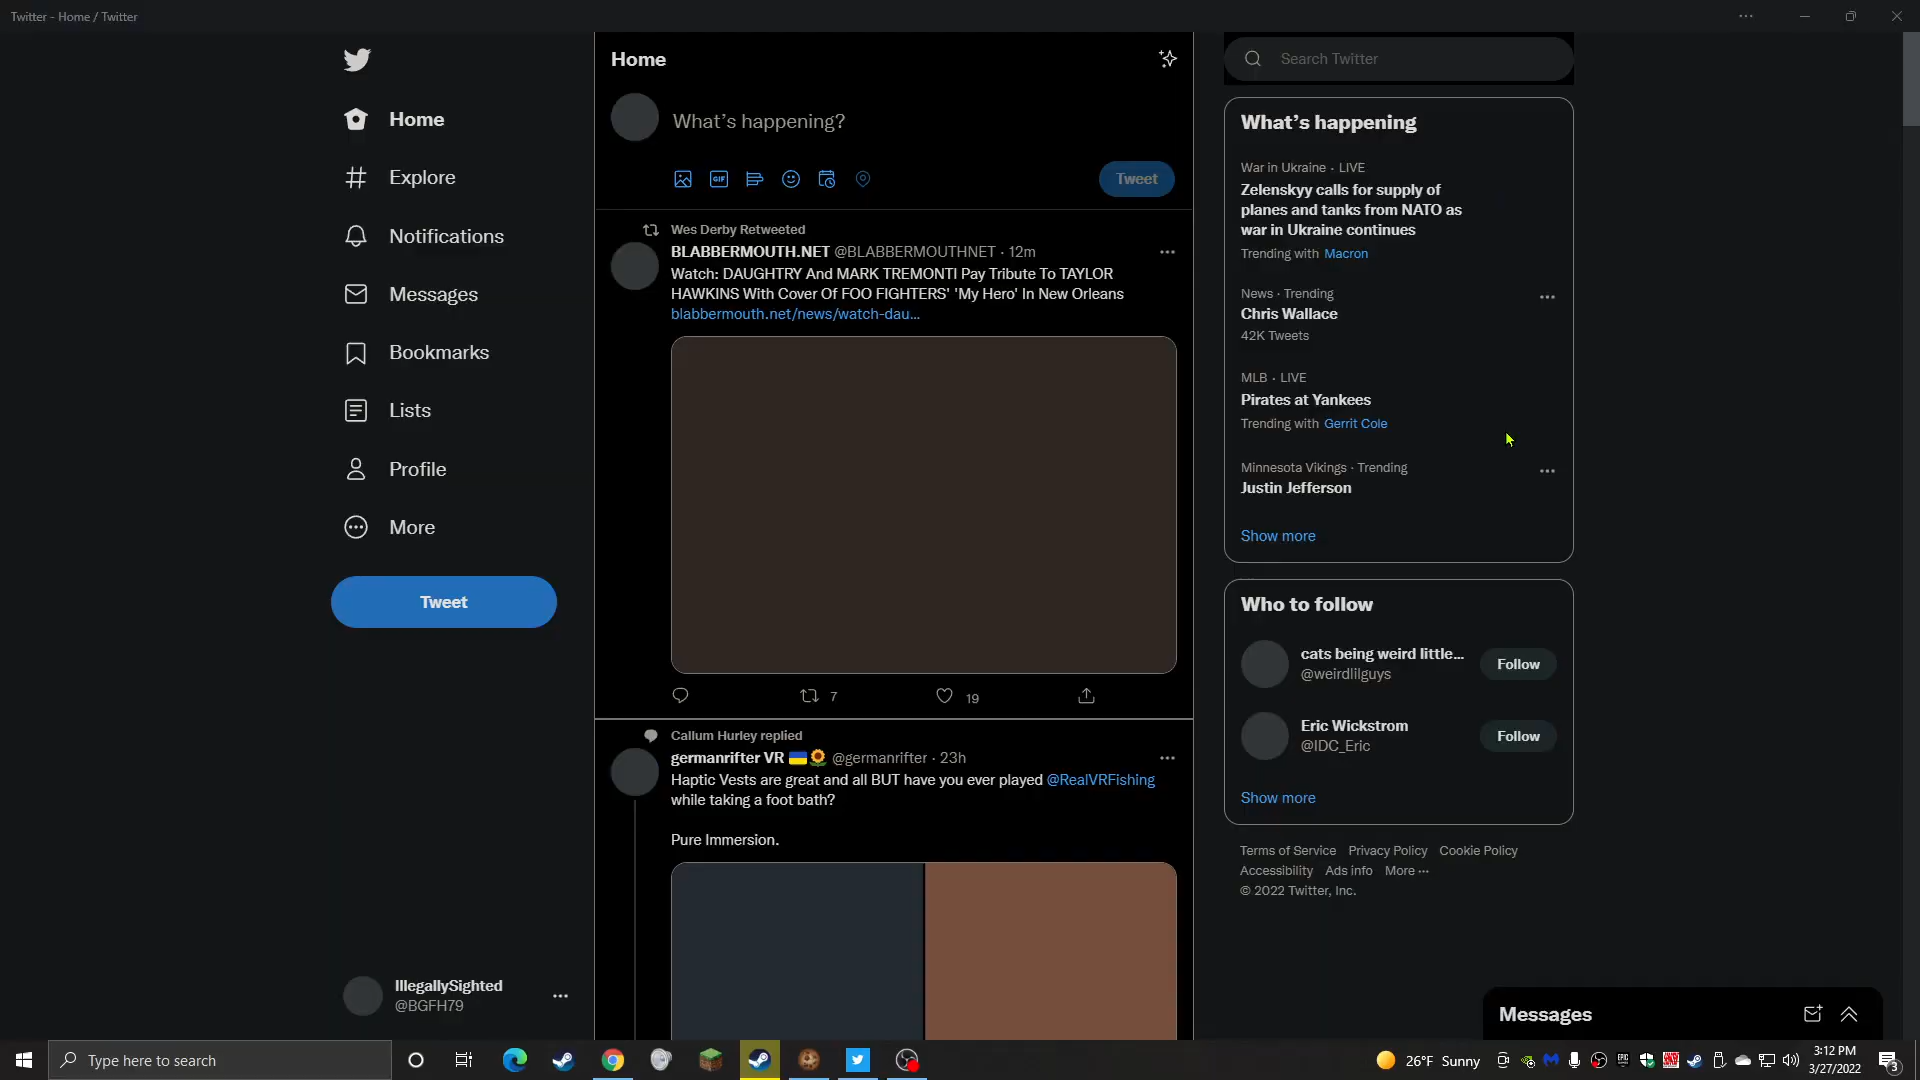 Twitter - Home / Twitter
Home
Explore
Notifications
Messages
Bookmarks
Lists
Profile
More
Tweet
IllegallySighted
@BGFH79
Home
What's happening?
GIF
Tweet
Wes Derby Retweeted
BLABBERMOUTH.NET @BLABBERMOUTHNET · 12m
Watch: DAUGHTRY And MARK TREMONTI Pay Tribute To TAYLOR
HAWKINS With Cover Of FOO FIGHTERS' 'My Hero' In New Orleans
blabbermouth.net/news/watch-dau...
7
19
Callum Hurley replied
germanrifter VR 🇺🇦🌻 @germanrifter · 23h
Haptic Vests are great and all BUT have you ever played @RealVRFishing
while taking a foot bath?
Pure Immersion.
Search Twitter
What's happening
War in Ukraine · LIVE
Zelenskyy calls for supply of
planes and tanks from NATO as
war in Ukraine continues
Trending with Macron
News · Trending
Chris Wallace
42K Tweets
MLB · LIVE
Pirates at Yankees
Trending with Gerrit Cole
Minnesota Vikings · Trending
Justin Jefferson
Show more
Who to follow
cats being weird little...
@weirdlilguys
Follow
Eric Wickstrom
@IDC_Eric
Follow
Show more
Terms of Service Privacy Policy Cookie Policy
Accessibility Ads info More ···
© 2022 Twitter, Inc.
Messages
Type here to search
26°F Sunny
EPIC
3:12 PM
3/27/2022
3